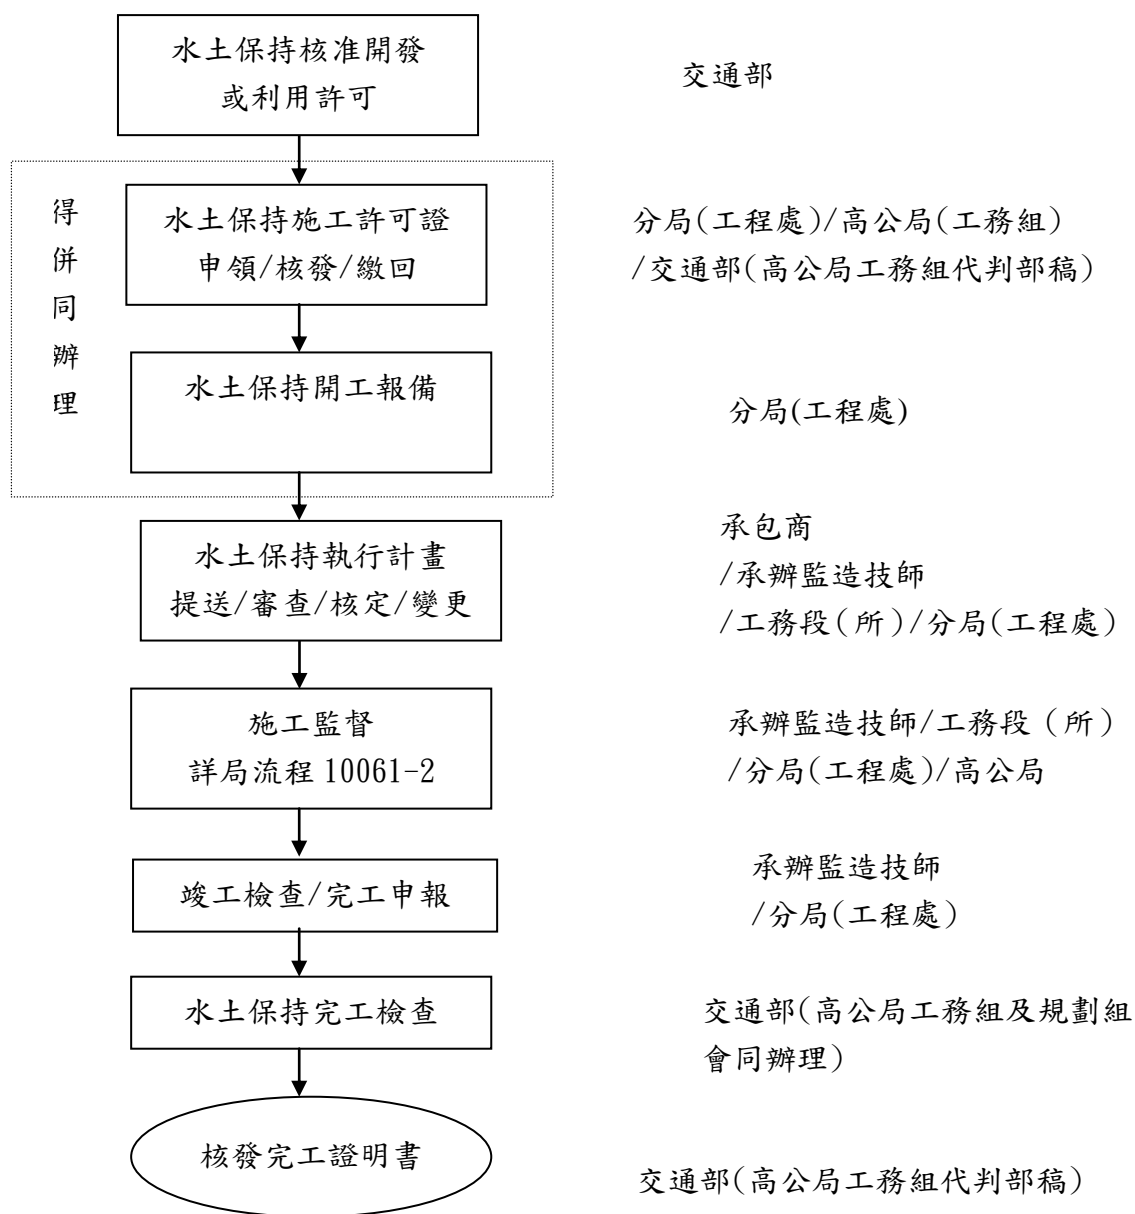 水土保持核准開發
或利用許可
交通部
得
併
同
辦
理
水土保持施工許可證
申領/核發/繳回
分局(工程處)/高公局(工務組)
/交通部(高公局工務組代判部稿)
水土保持開工報備
分局(工程處)
水土保持執行計畫
提送/審查/核定/變更
承包商
/承辦監造技師
/工務段(所)/分局(工程處)
施工監督
詳局流程 10061-2
承辦監造技師/工務段(所)
/分局(工程處)/高公局
竣工檢查/完工申報
承辦監造技師
/分局(工程處)
水土保持完工檢查
交通部(高公局工務組及規劃組
會同辦理)
核發完工證明書
交通部(高公局工務組代判部稿)